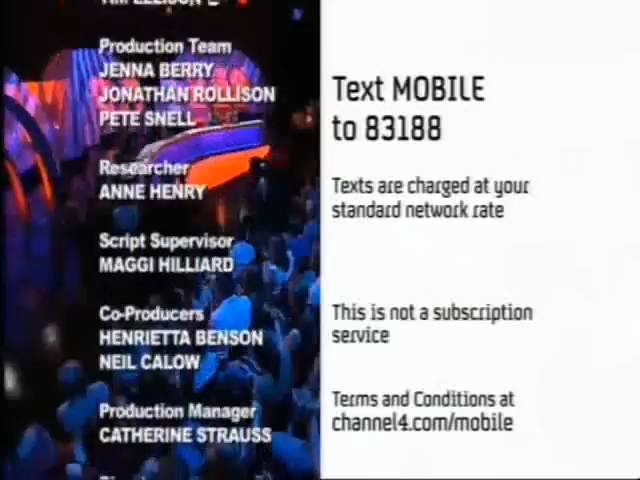 Production Team
JENNA BERRY
JONATHAN ROLLISON
PETE SNELL
Researcher
ANNE HENRY
Script Supervisor
MAGGI HILLIARD
Co-Producers
HENRIETTA BENSON
NEIL CALOW
Production Manager
CATHERINE STRAUSS
Text MOBILE
to 83188
Texts are charged at your
standard network rate
This is not a subscription
service
Terms and Conditions at
channel4.com/mobile